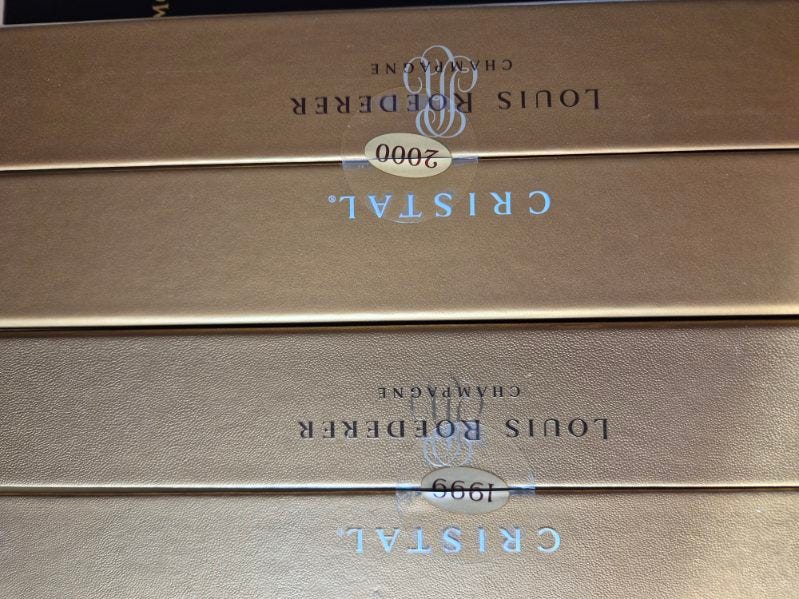 CRISTAL®
1999
LOUIS ROEDERER
CHAMPAGNE
CRISTAL®
2000
LOUIS ROEDERER
CHAMPAGNE